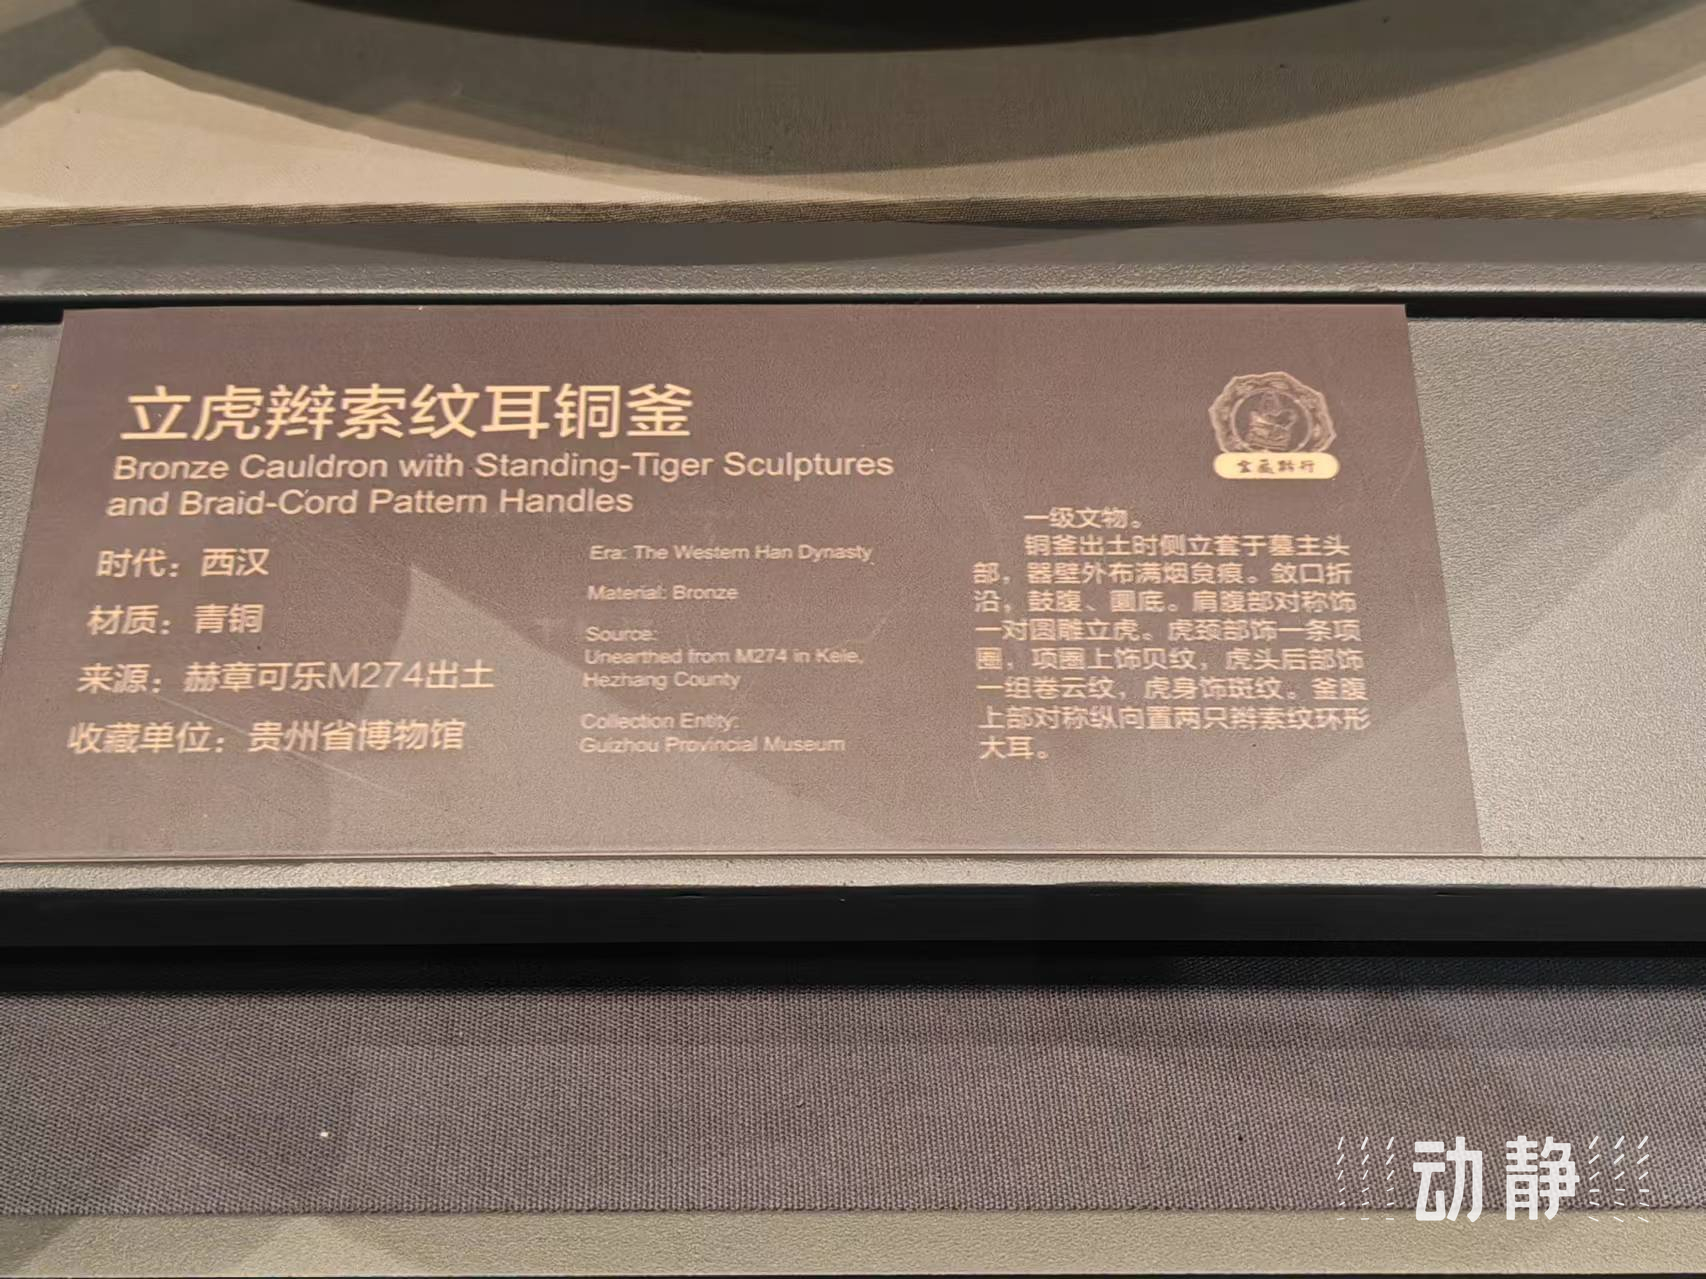 立虎辫索纹耳铜釜
Bronze Cauldron with Standing-Tiger Sculptures
and Braid-Cord Pattern Handles
时代：西汉
材质：青铜
来源：赫章可乐M274出土
收藏单位：贵州省博物馆
Era: The Western Han Dynasty
Material: Bronze
Source:
Unearthed from M274 in Kele,
Hezhang County
Collection Entity:
Guizhou Provincial Museum
一级文物。
铜釜出土时侧立套于墓主头
部，器壁外布满烟炱痕。敛口折
沿，鼓腹、圜底。肩腹部对称饰
一对圆雕立虎。虎颈部饰一条项
圈，项圈上饰贝纹，虎头后部饰
一组卷云纹，虎身饰斑纹。釜腹
上部对称纵向置两只辫索纹环形
大耳。
动静